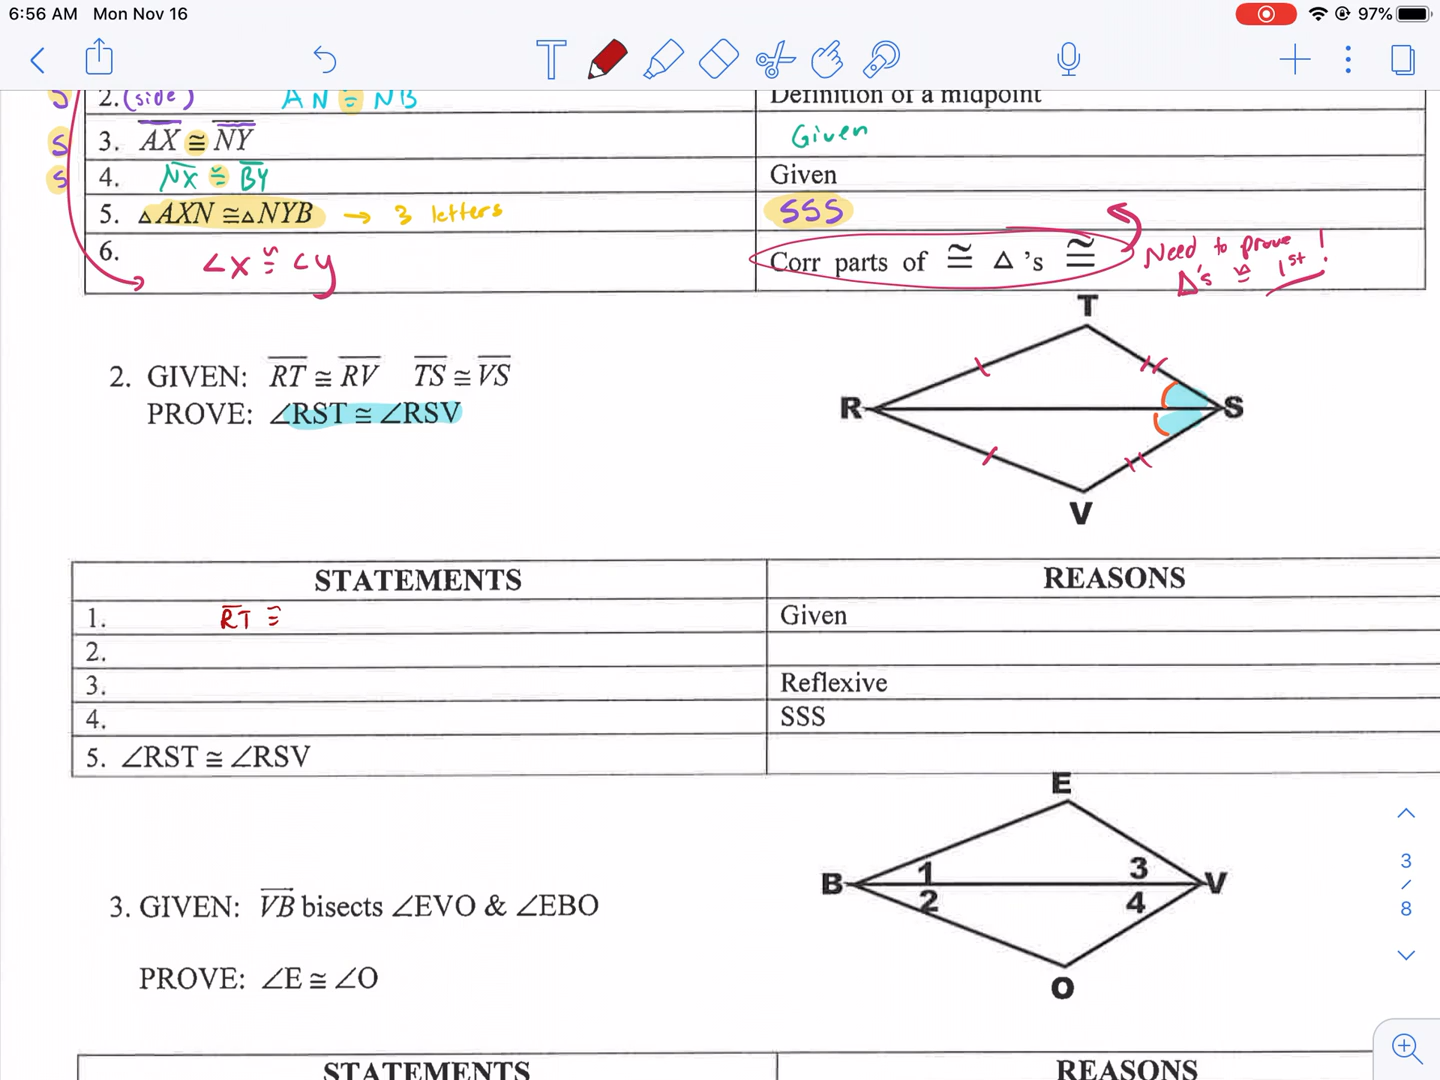 6:56 AM Mon Nov 16 97%
S 2. (side) AN ≅ NB Definition of a midpoint
S 3. AX ≅ NY Given
S 4. NX ≅ BY Given
5. △AXN ≅ △NYB → 3 letters SSS
6. ∠X ≅ ∠y Corr parts of ≅ △'s ≅ Need to prove
△'s ≅ 1st!
T
2. GIVEN: RT ≅ RV TS ≅ VS
PROVE: ∠RST ≅ ∠RSV
R S
V
STATEMENTS REASONS
1. RT ≅ Given
2.
3. Reflexive
4. SSS
5. ∠RST ≅ ∠RSV
E
B 1 3 V
2 4
3. GIVEN: VB bisects ∠EVO & ∠EBO
PROVE: ∠E ≅ ∠O
O
3
/
8
STATEMENTS REASONS